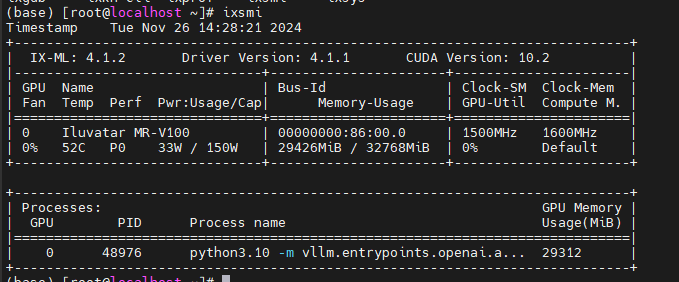 (base) [root@localhost ~]# ixsmi
Timestamp    Tue Nov 26 14:28:21 2024
+-----------------------------------------------------------------------------+
|  IX-ML: 4.1.2       Driver Version: 4.1.1       CUDA Version: 10.2          |
|-------------------------------+----------------------+----------------------|
| GPU  Name                     | Bus-Id               | Clock-SM  Clock-Mem  |
| Fan  Temp  Perf  Pwr:Usage/Cap|      Memory-Usage    | GPU-Util  Compute M. |
|===============================+======================+======================|
| 0    Iluvatar MR-V100         | 00000000:86:00.0     | 1500MHz   1600MHz    |
| 0%   52C   P0    33W / 150W   | 29426MiB / 32768MiB  | 0%        Default    |
+-------------------------------+----------------------+----------------------+
+-----------------------------------------------------------------------------+
| Processes:                                                       GPU Memory |
|  GPU        PID      Process name                                Usage(MiB) |
|=============================================================================|
|    0      48976      python3.10 -m vllm.entrypoints.openai.a...  29312      |
+-----------------------------------------------------------------------------+
(base) [root@localhost ~]#